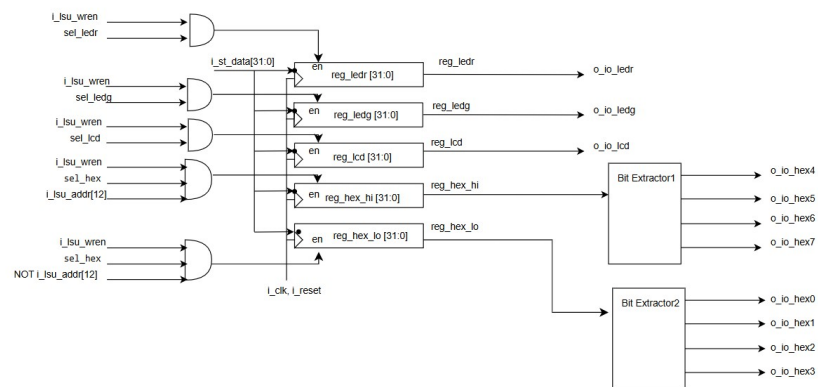 i_lsu_wren
sel_ledr
i_st_data[31:0]
en
reg_ledr [31:0]
reg_ledr
o_io_ledr
i_lsu_wren
sel_ledg
en
reg_ledg [31:0]
reg_ledg
o_io_ledg
i_lsu_wren
sel_lcd
en
reg_lcd [31:0]
reg_lcd
o_io_lcd
i_lsu_wren
sel_hex
i_lsu_addr[12]
en
reg_hex_hi [31:0]
reg_hex_hi
Bit Extractor1
o_io_hex4
o_io_hex5
o_io_hex6
o_io_hex7
i_lsu_wren
sel_hex
NOT i_lsu_addr[12]
en
reg_hex_lo [31:0]
reg_hex_lo
i_clk, i_reset
Bit Extractor2
o_io_hex0
o_io_hex1
o_io_hex2
o_io_hex3